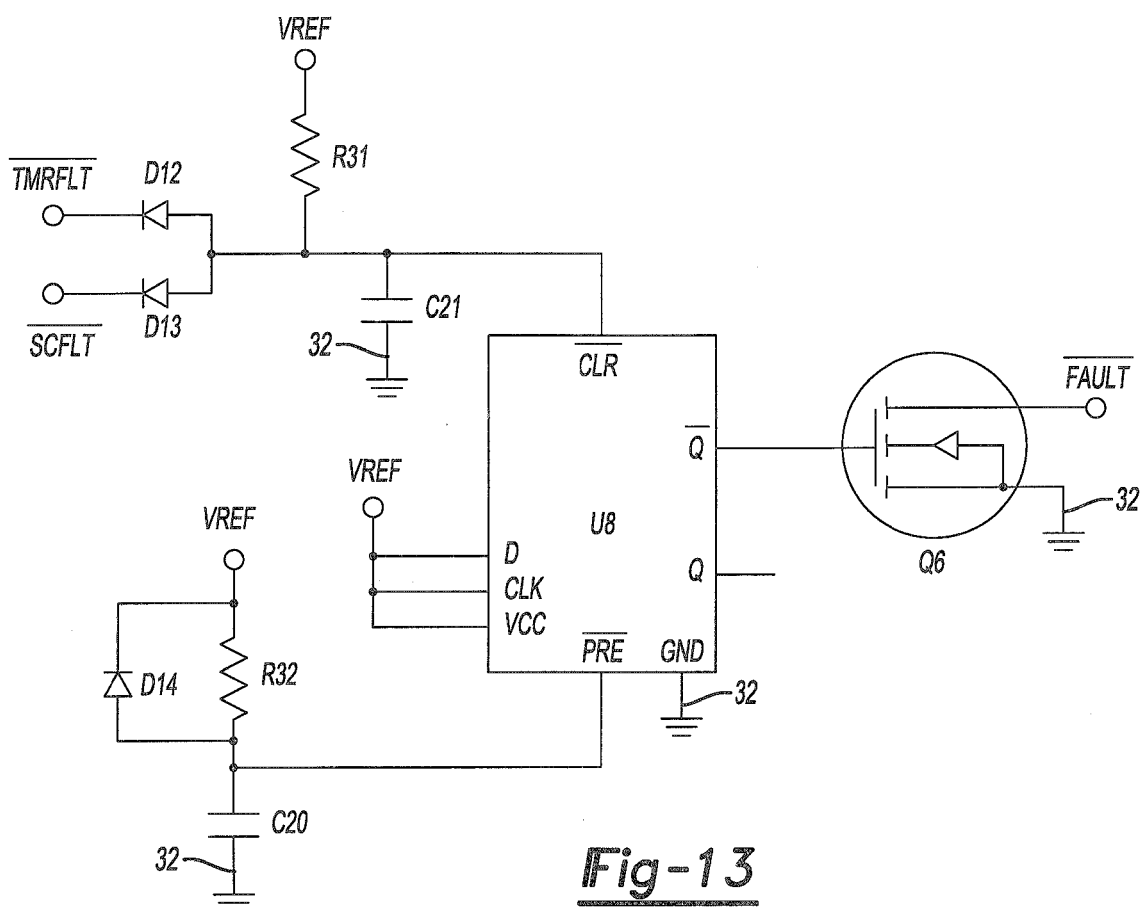 VREF
R31
TMRFLT
D12
SCFLT
D13
C21
32
CLR
FAULT
Q
VREF
U8
32
Q6
VREF
D
Q
CLK
VCC
PRE
GND
D14
R32
32
C20
32
Fig-13